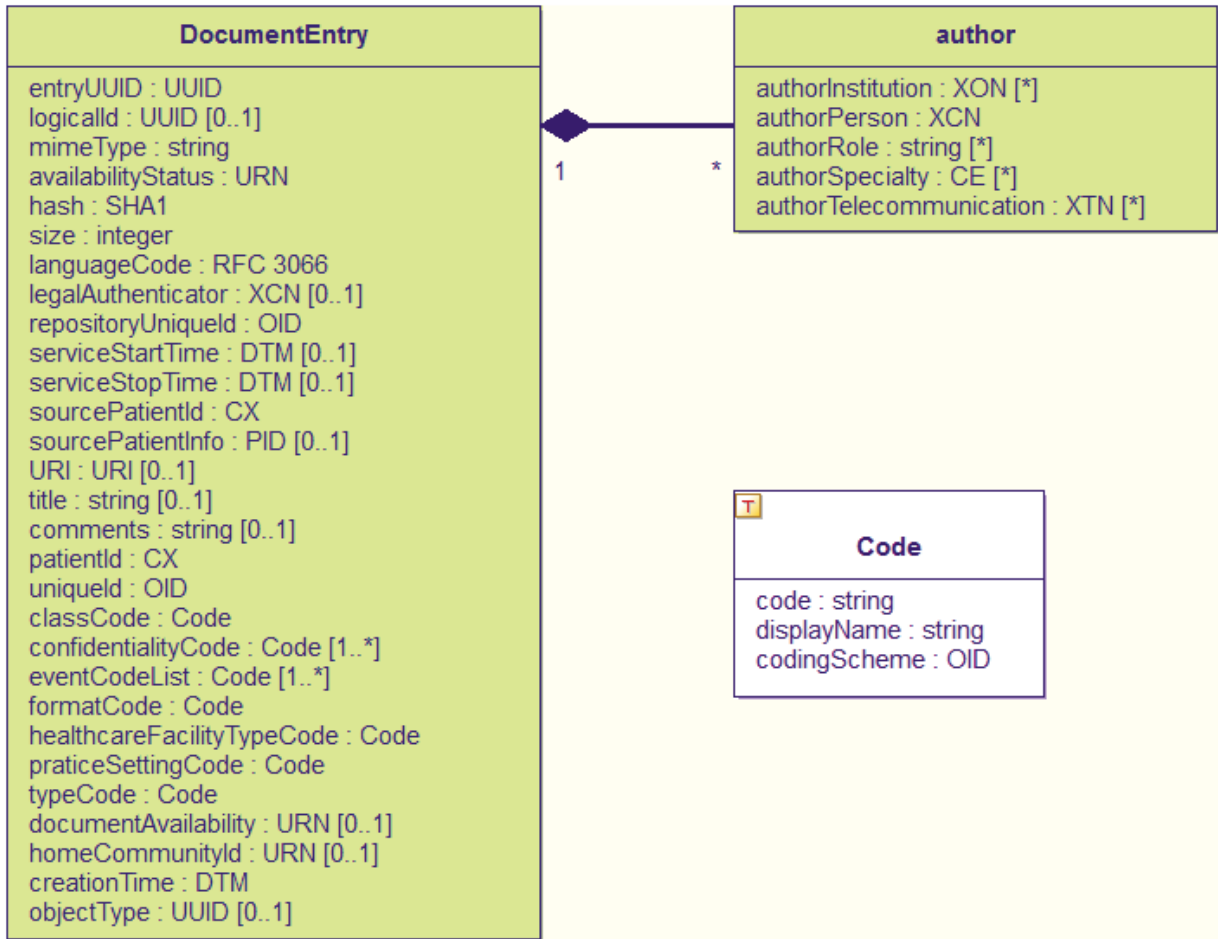 DocumentEntry
entryUUID : UUID
logicalId : UUID [0..1]
mimeType : string
availabilityStatus : URN
hash : SHA1
size : integer
languageCode : RFC 3066
legalAuthenticator : XCN [0..1]
repositoryUniqueId : OID
serviceStartTime : DTM [0..1]
serviceStopTime : DTM [0..1]
sourcePatientId : CX
sourcePatientInfo : PID [0..1]
URI : URI [0..1]
title : string [0..1]
comments : string [0..1]
patientId : CX
uniqueId : OID
classCode : Code
confidentialityCode : Code [1..*]
eventCodeList : Code [1..*]
formatCode : Code
healthcareFacilityTypeCode : Code
praticeSettingCode : Code
typeCode : Code
documentAvailability : URN [0..1]
homeCommunityId : URN [0..1]
creationTime : DTM
objectType : UUID [0..1]
1
*
author
authorInstitution : XON [*]
authorPerson : XCN
authorRole : string [*]
authorSpecialty : CE [*]
authorTelecommunication : XTN [*]
T
Code
code : string
displayName : string
codingScheme : OID